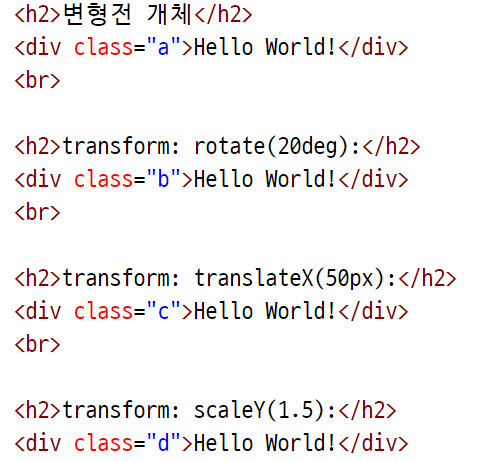 <h2>변형전 개체</h2>
<div class="a">Hello World!</div>
<br>
<h2>transform: rotate(20deg):</h2>
<div class="b">Hello World!</div>
<br>
<h2>transform: translateX(50px):</h2>
<div class="c">Hello World!</div>
<br>
<h2>transform: scaleY(1.5):</h2>
<div class="d">Hello World!</div>